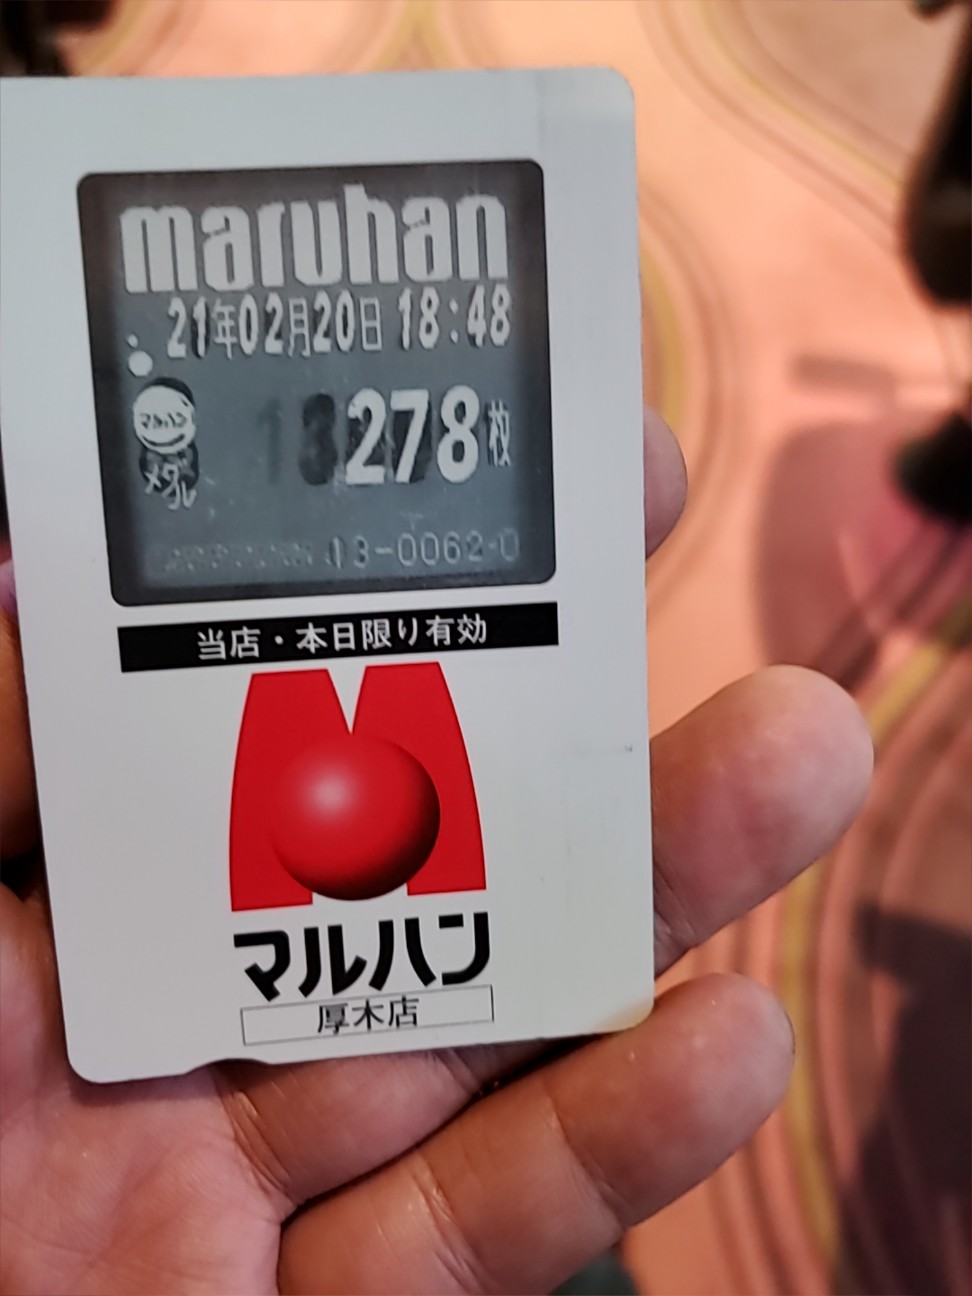 maruhan
21年02月20日 18:48
マルハン
278枚
メダル
13-0062-0
当店・本日限り有効
マルハン
厚木店